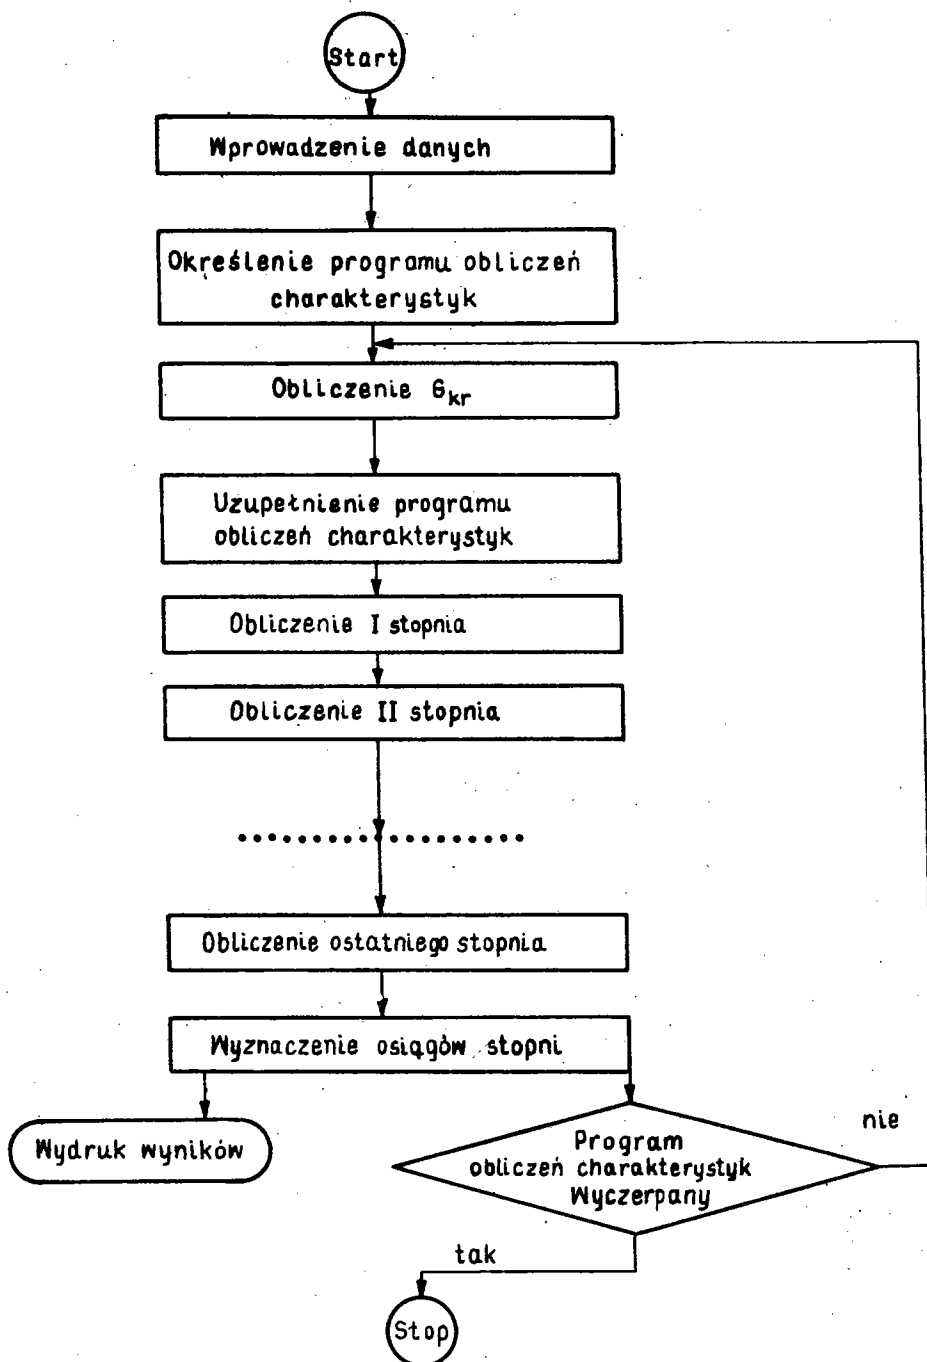 Start
Wprowadzenie danych
Określenie programu obliczeń
charakterystyk
Obliczenie G_kr
Uzupełnienie programu
obliczeń charakterystyk
Obliczenie I stopnia
Obliczenie II stopnia
..................
Obliczenie ostatniego stopnia
Wyznaczenie osiągów stopni
Wydruk wyników
Program
obliczeń charakterystyk
Wyczerpany
nie
tak
Stop